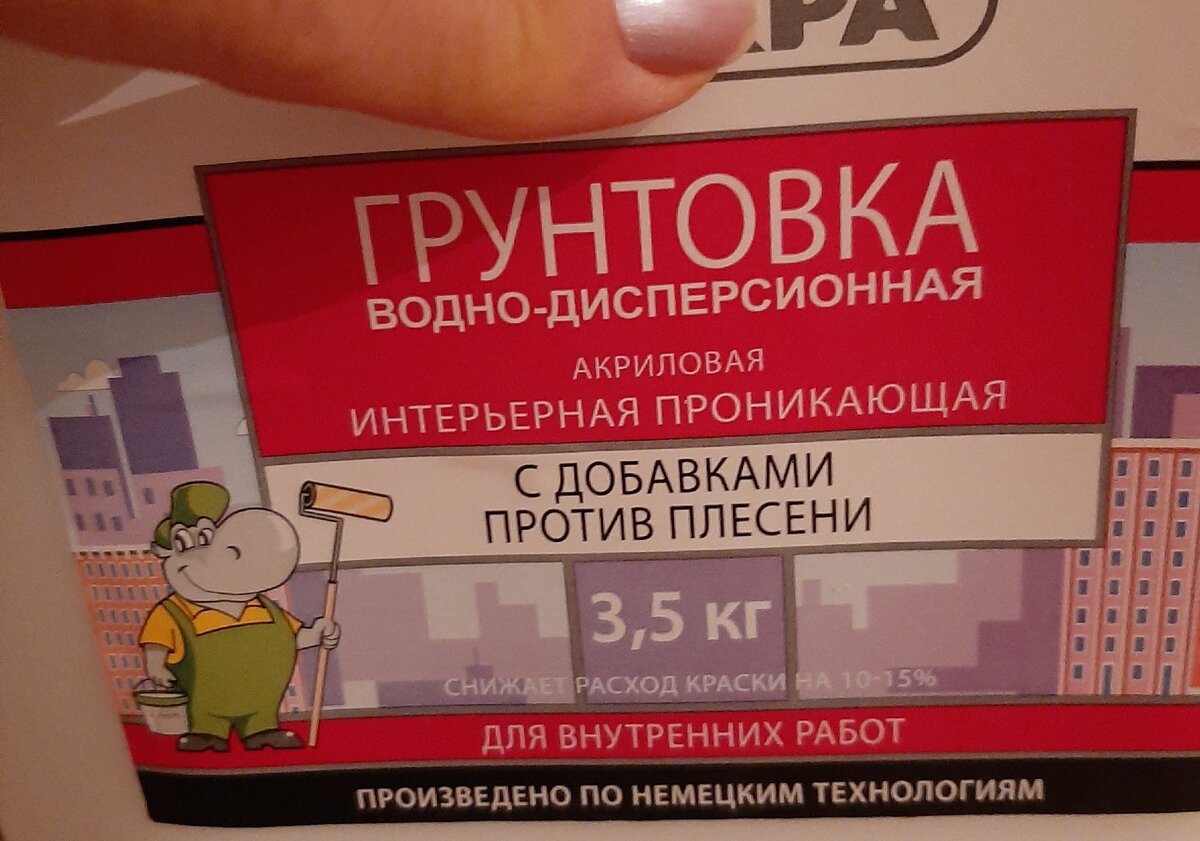 ГРУНТОВКА
ВОДНО-ДИСПЕРСИОННАЯ
АКРИЛОВАЯ
ИНТЕРЬЕРНАЯ ПРОНИКАЮЩАЯ
С ДОБАВКАМИ
ПРОТИВ ПЛЕСЕНИ
3,5 кг
СНИЖАЕТ РАСХОД КРАСКИ НА 10-15%
ДЛЯ ВНУТРЕННИХ РАБОТ
ПРОИЗВЕДЕНО ПО НЕМЕЦКИМ ТЕХНОЛОГИЯМ